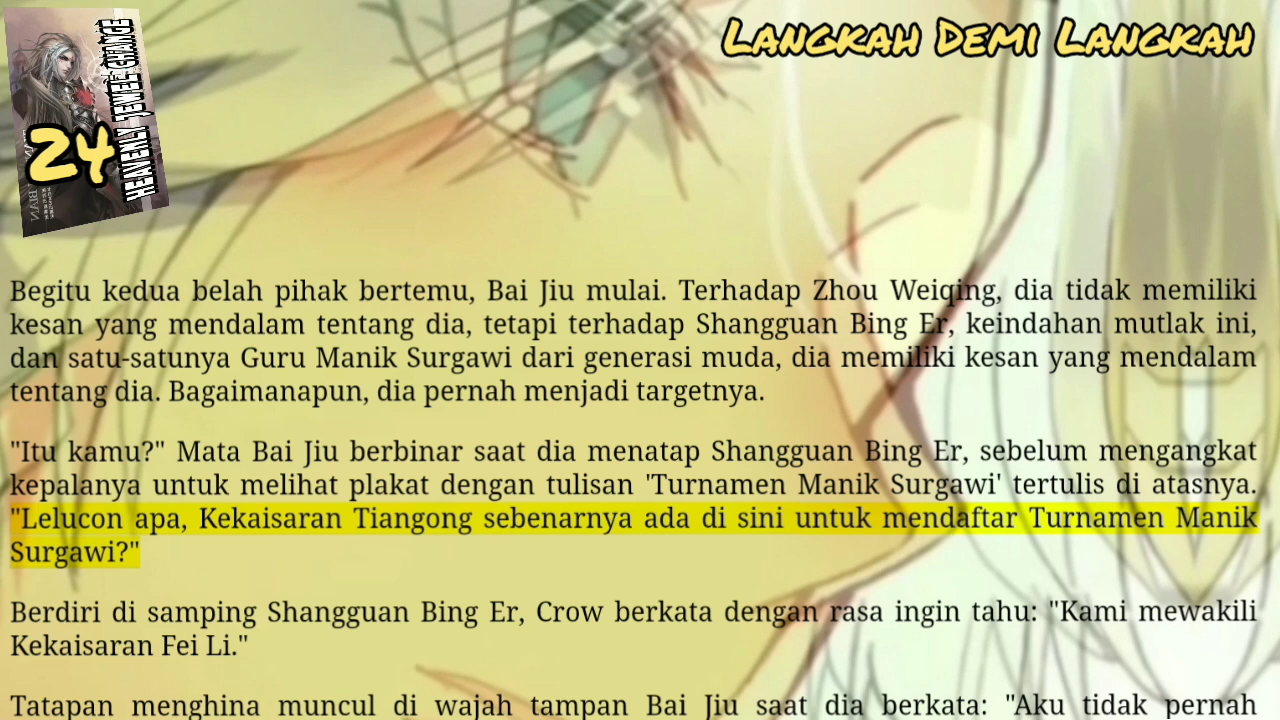 Langkah Demi Langkah
HEAVENLY JEWEL CHANGE
24
Begitu kedua belah pihak bertemu, Bai Jiu mulai. Terhadap Zhou Weiqing, dia tidak memiliki
kesan yang mendalam tentang dia, tetapi terhadap Shangguan Bing Er, keindahan mutlak ini,
dan satu-satunya Guru Manik Surgawi dari generasi muda, dia memiliki kesan yang mendalam
tentang dia. Bagaimanapun, dia pernah menjadi targetnya.
"Itu kamu?" Mata Bai Jiu berbinar saat dia menatap Shangguan Bing Er, sebelum mengangkat
kepalanya untuk melihat plakat dengan tulisan 'Turnamen Manik Surgawi' tertulis di atasnya.
"Lelucon apa, Kekaisaran Tiangong sebenarnya ada di sini untuk mendaftar Turnamen Manik
Surgawi?"
Berdiri di samping Shangguan Bing Er, Crow berkata dengan rasa ingin tahu: "Kami mewakili
Kekaisaran Fei Li."
Tatapan menghina muncul di wajah tampan Bai Jiu saat dia berkata: "Aku tidak pernah